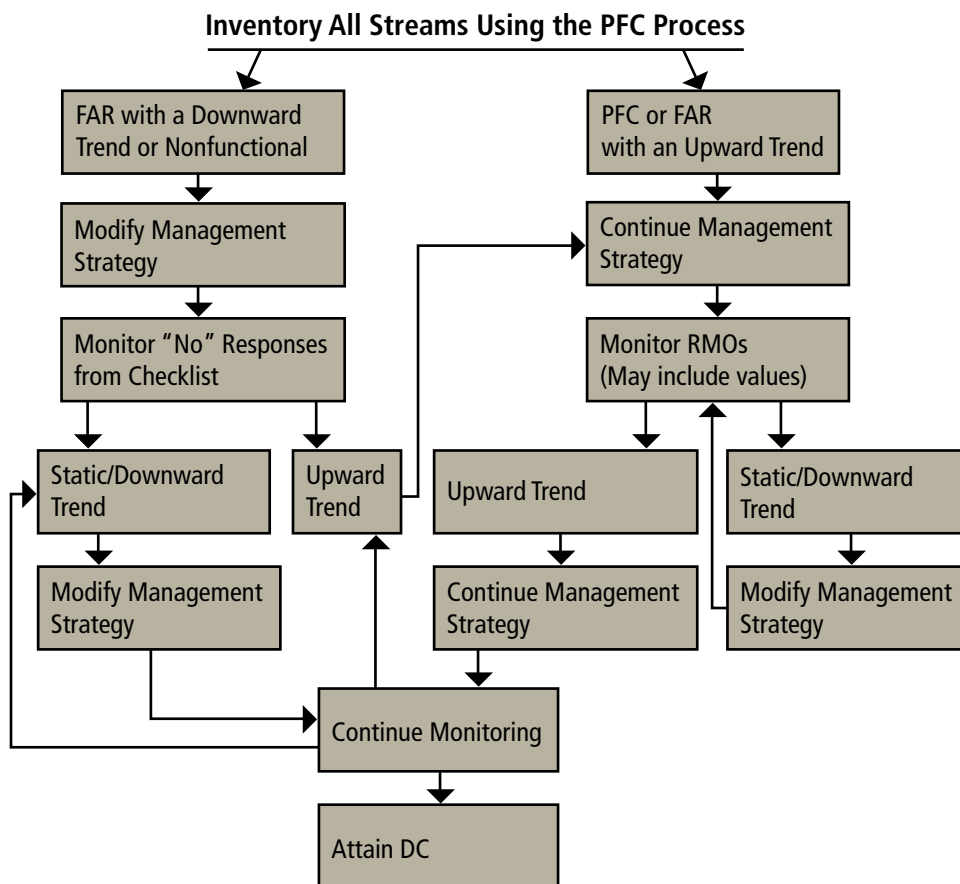 Inventory All Streams Using the PFC Process
FAR with a Downward
Trend or Nonfunctional
PFC or FAR
with an Upward Trend
Modify Management
Strategy
Continue Management
Strategy
Monitor "No" Responses
from Checklist
Monitor RMOs
(May include values)
Static/Downward
Trend
Upward
Trend
Upward Trend
Static/Downward
Trend
Modify Management
Strategy
Continue Management
Strategy
Modify Management
Strategy
Continue Monitoring
Attain DC